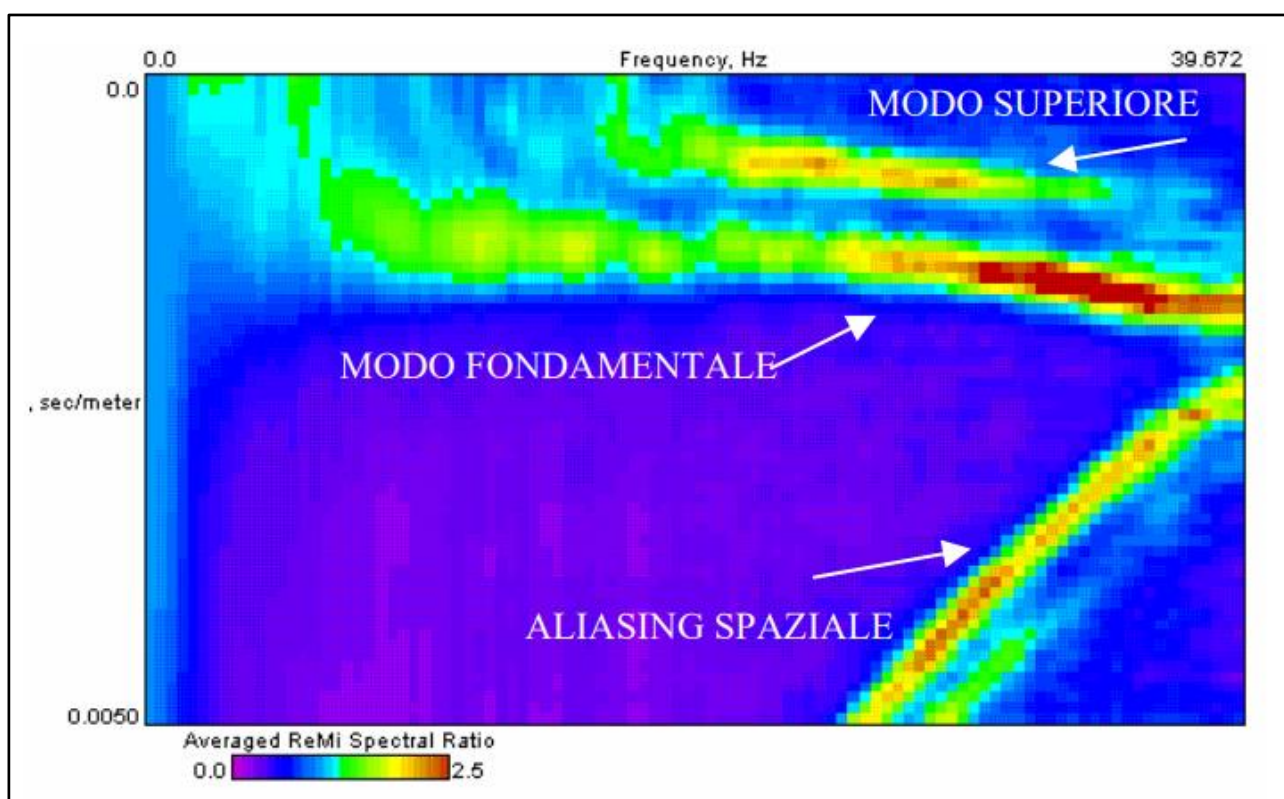 0.0 Frequency, Hz 39.672
0.0
MODO SUPERIORE
MODO FONDAMENTALE
, sec/meter
ALIASING SPAZIALE
0.0050
Averaged ReMi Spectral Ratio
0.0 2.5